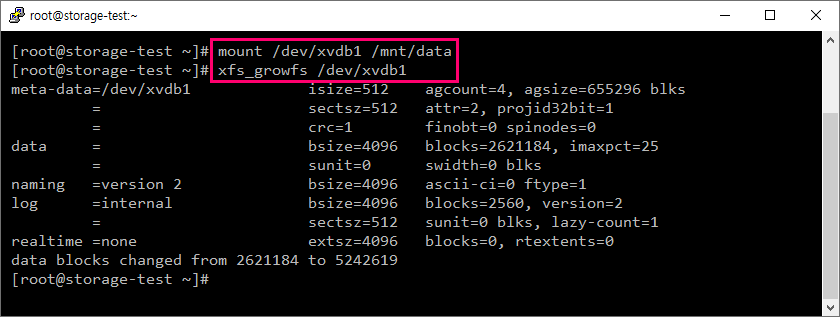 root@storage-test:~
[root@storage-test ~]# mount /dev/xvdb1 /mnt/data
[root@storage-test ~]# xfs_growfs /dev/xvdb1
meta-data=/dev/xvdb1             isize=512    agcount=4, agsize=655296 blks
         =                       sectsz=512   attr=2, projid32bit=1
         =                       crc=1        finobt=0 spinodes=0
data     =                       bsize=4096   blocks=2621184, imaxpct=25
         =                       sunit=0      swidth=0 blks
naming   =version 2              bsize=4096   ascii-ci=0 ftype=1
log      =internal               bsize=4096   blocks=2560, version=2
         =                       sectsz=512   sunit=0 blks, lazy-count=1
realtime =none                   extsz=4096   blocks=0, rtextents=0
data blocks changed from 2621184 to 5242619
[root@storage-test ~]#